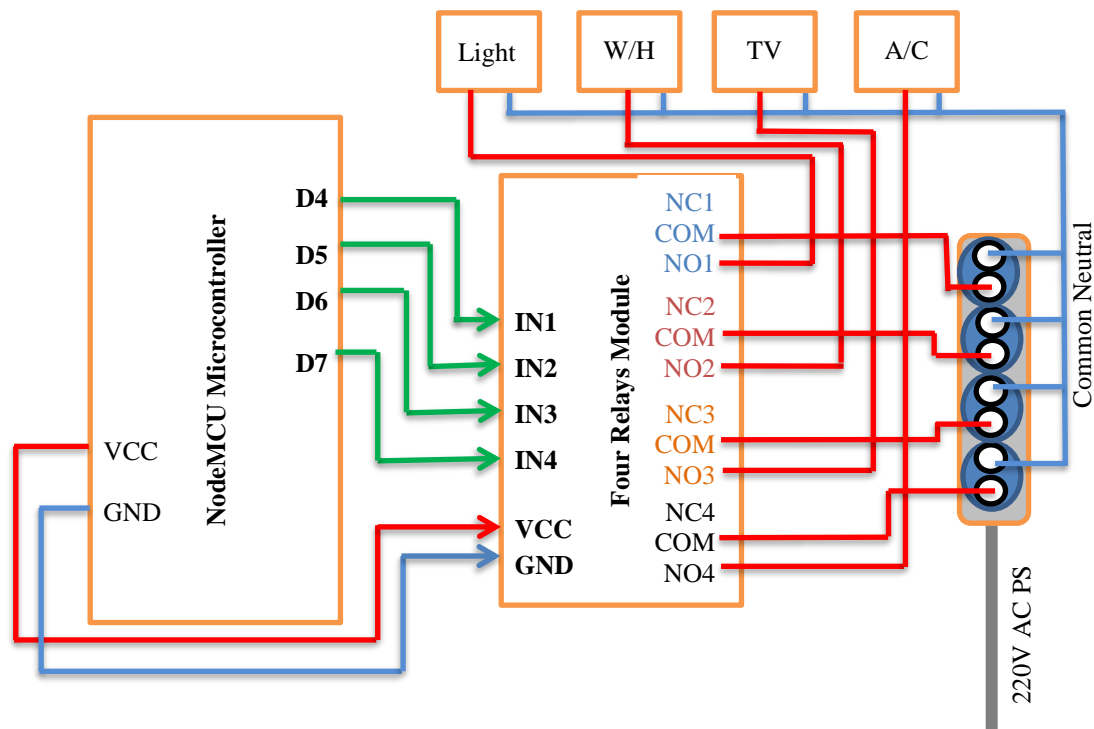 Light
W/H
TV
A/C
NodeMCU Microcontroller
D4
D5
D6
D7
VCC
GND
IN1
IN2
IN3
IN4
VCC
GND
Four Relays Module
NC1
COM
NO1
NC2
COM
NO2
NC3
COM
NO3
NC4
COM
NO4
Common Neutral
220V AC PS